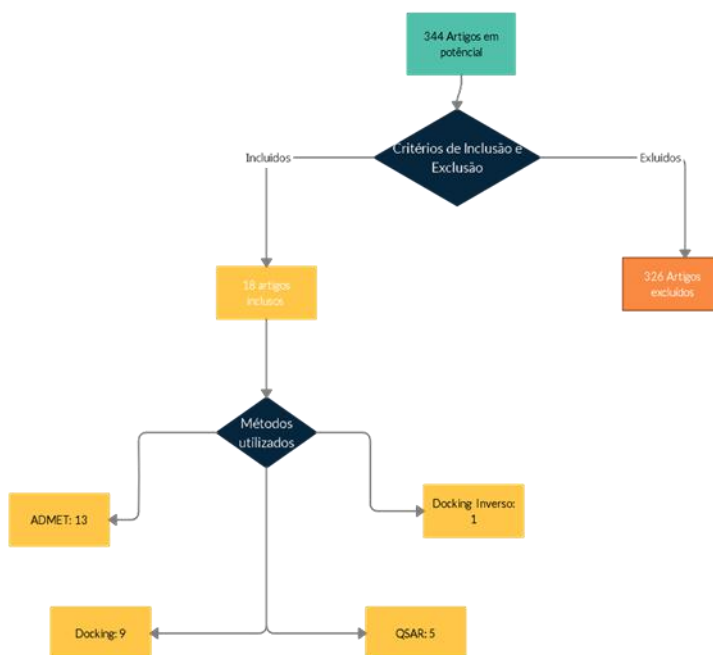 344 Artigos em
potêncial
Critérios de Inclusão e
Exclusão
Incluidos
Exluidos
18 artigos
inclusos
326 Artigos
excluídos
Métodos
utilizados
ADMET: 13
Docking Inverso:
1
Docking: 9
QSAR: 5